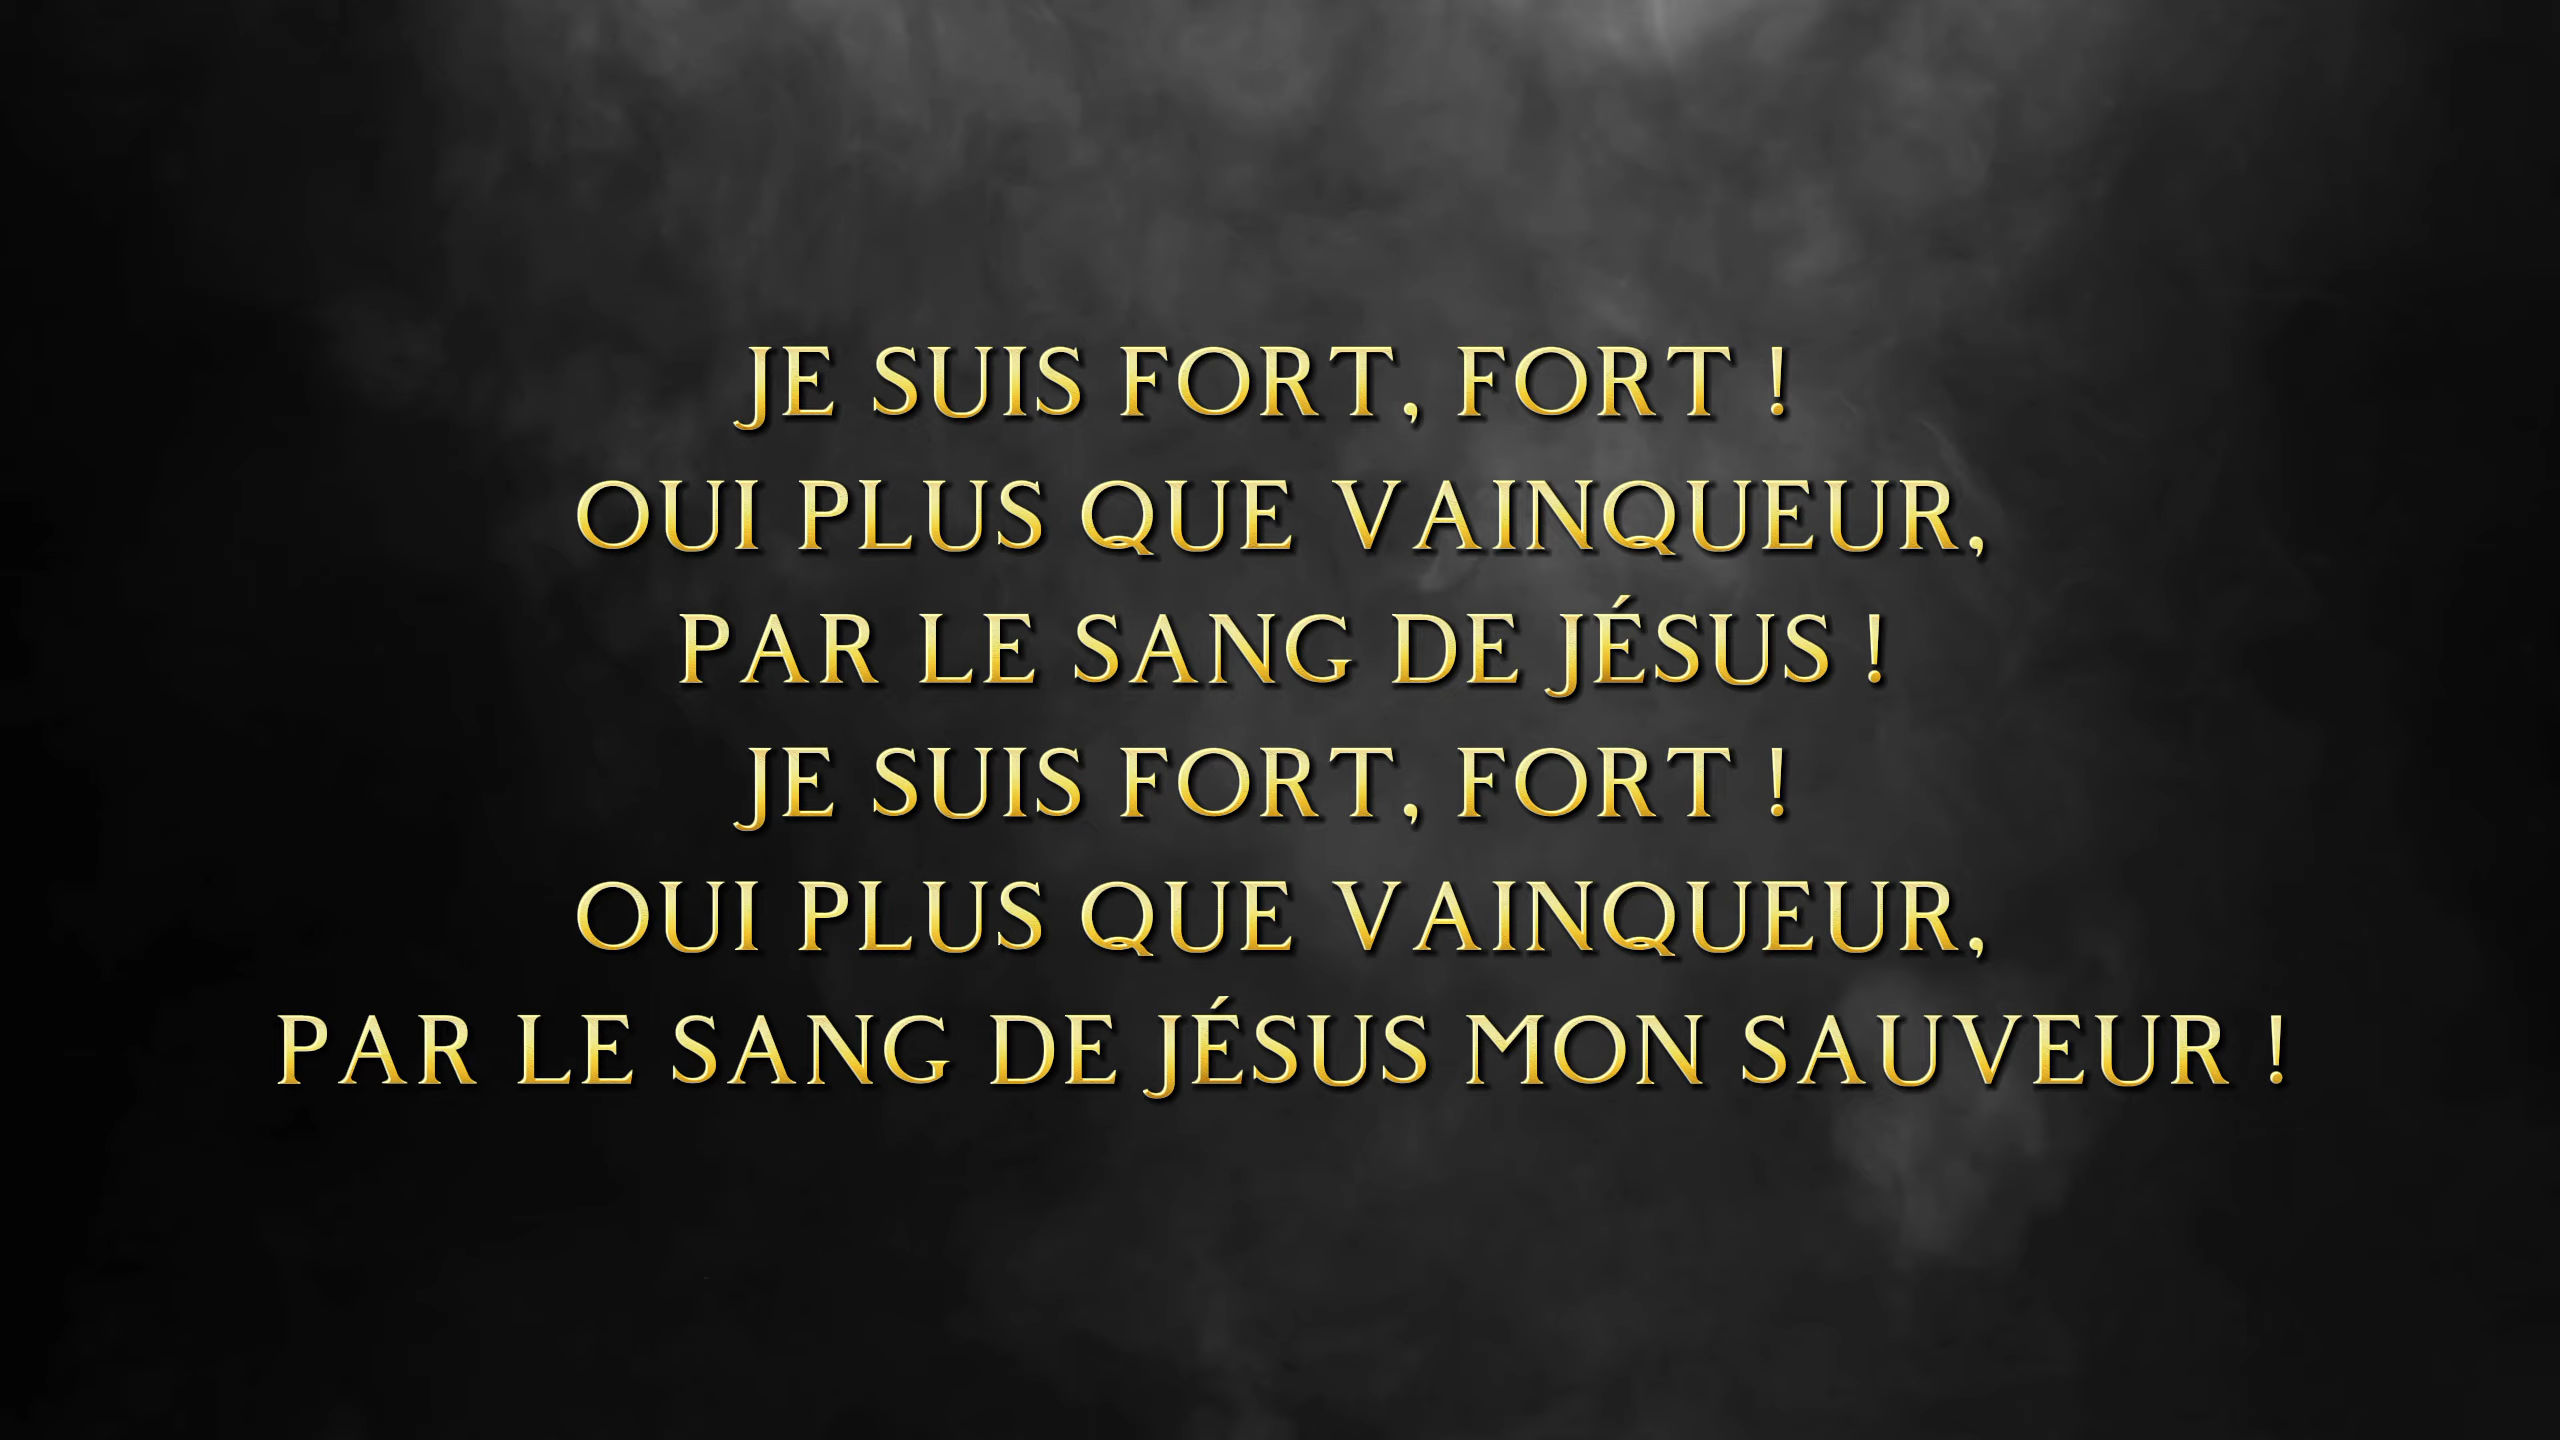 JE SUIS FORT, FORT !
OUI PLUS QUE VAINQUEUR,
PAR LE SANG DE JÉSUS !
JE SUIS FORT, FORT !
OUI PLUS QUE VAINQUEUR,
PAR LE SANG DE JÉSUS MON SAUVEUR !